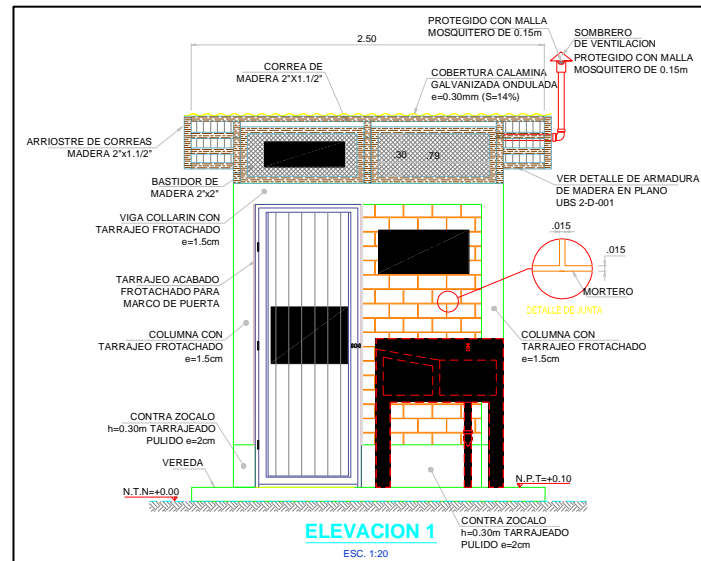 PROTEGIDO CON MALLA
MOSQUITERO DE 0.15m
SOMBRERO
DE VENTILACION
PROTEGIDO CON MALLA
MOSQUITERO DE 0.15m
2.50
CORREA DE
MADERA 2"X1.1/2"
COBERTURA CALAMINA
GALVANIZADA ONDULADA
e=0.30mm (S=14%)
ARRIOSTRE DE CORREAS
MADERA 2"x1.1/2"
.30
.79
BASTIDOR DE
MADERA 2"x2"
VER DETALLE DE ARMADURA
DE MADERA EN PLANO
UBS 2-D-001
VIGA COLLARIN CON
TARRAJEO FROTACHADO
e=1.5cm
.015
.015
MORTERO
DETALLE DE JUNTA
TARRAJEO ACABADO
FROTACHADO PARA
MARCO DE PUERTA
COLUMNA CON
TARRAJEO FROTACHADO
e=1.5cm
COLUMNA CON
TARRAJEO FROTACHADO
e=1.5cm
CONTRA ZOCALO
h=0.30m TARRAJEADO
PULIDO e=2cm
VEREDA
N.T.N=+0.00
N.P.T=+0.10
CONTRA ZOCALO
h=0.30m TARRAJEADO
PULIDO e=2cm
ELEVACION 1
ESC. 1:20